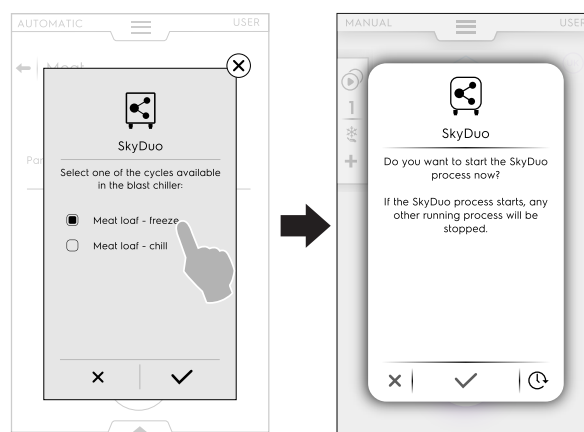 AUTOMATIC
USER
Meat
SkyDuo
Select one of the cycles available
in the blast chiller:
Meat loaf - freeze
Meat loaf - chill
MANUAL
USER
1
SkyDuo
Do you want to start the SkyDuo
process now?
If the SkyDuo process starts, any
other running process will be
stopped.